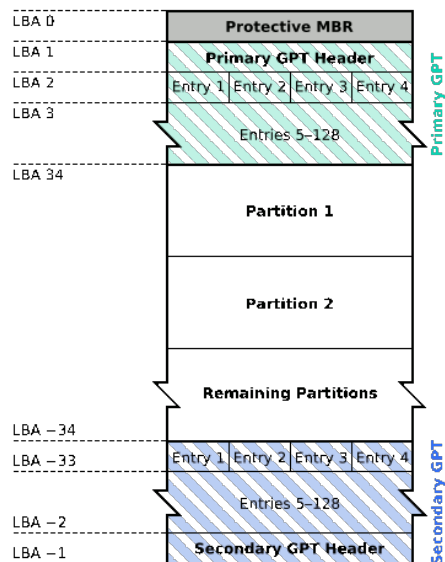 LBA 0
Protective MBR
LBA 1
Primary GPT Header
LBA 2
Entry 1 Entry 2 Entry 3 Entry 4
LBA 3
Entries 5–128
Primary GPT
LBA 34
Partition 1
Partition 2
Remaining Partitions
LBA −34
LBA −33
Entry 1 Entry 2 Entry 3 Entry 4
Entries 5–128
LBA −2
LBA −1
Secondary GPT Header
Secondary GPT